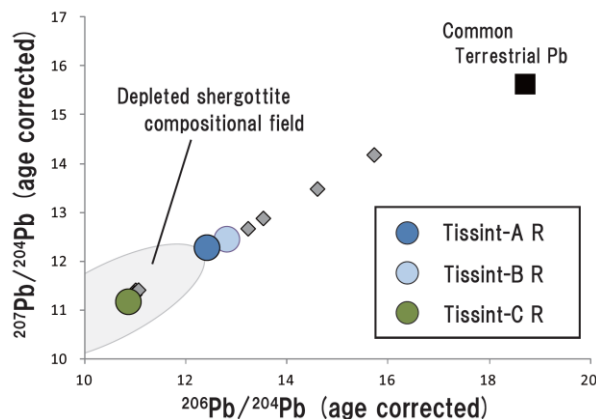 17
16
15
14
13
12
11
10
²⁰⁷Pb/²⁰⁴Pb (age corrected)
Common
Terrestrial Pb
Depleted shergottite
compositional field
Tissint-A R
Tissint-B R
Tissint-C R
10 12 14 16 18 20
²⁰⁶Pb/²⁰⁴Pb (age corrected)